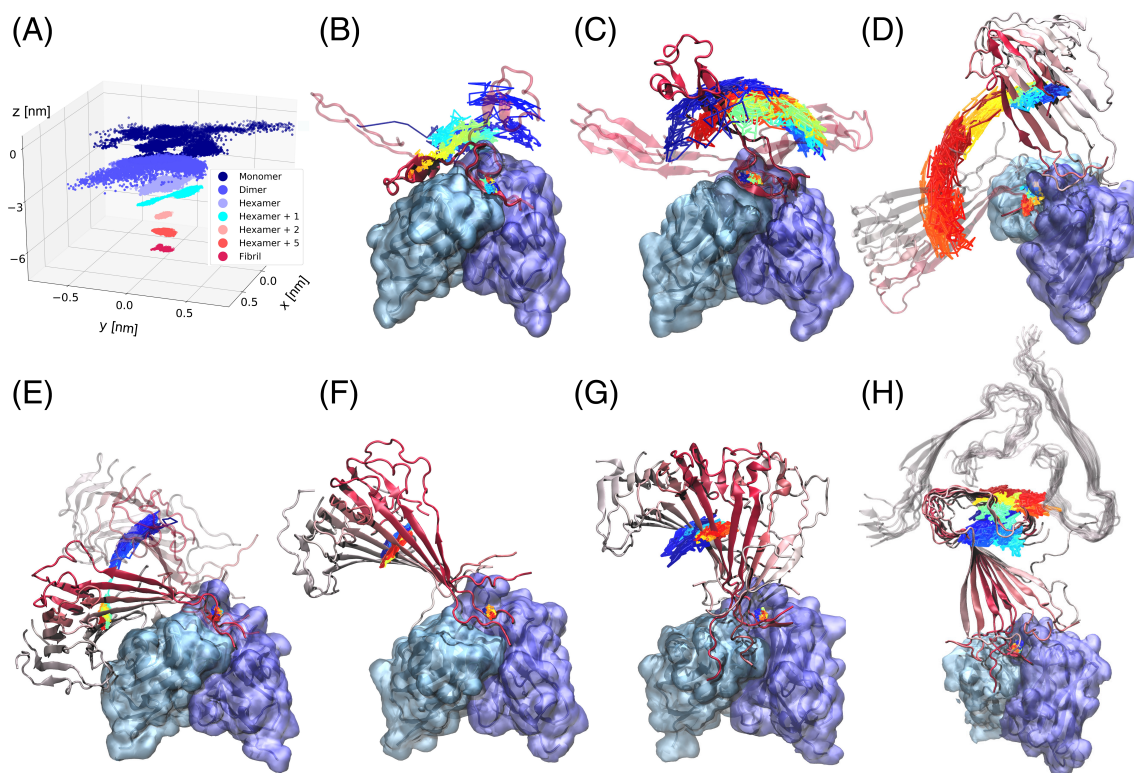 (A)
(B)
(C)
(D)
z [nm]
0
−3
−6
Monomer
Dimer
Hexamer
Hexamer + 1
Hexamer + 2
Hexamer + 5
Fibril
−0.5
0.0
0.5
y [nm]
0.5
0.0
x [nm]
(E)
(F)
(G)
(H)